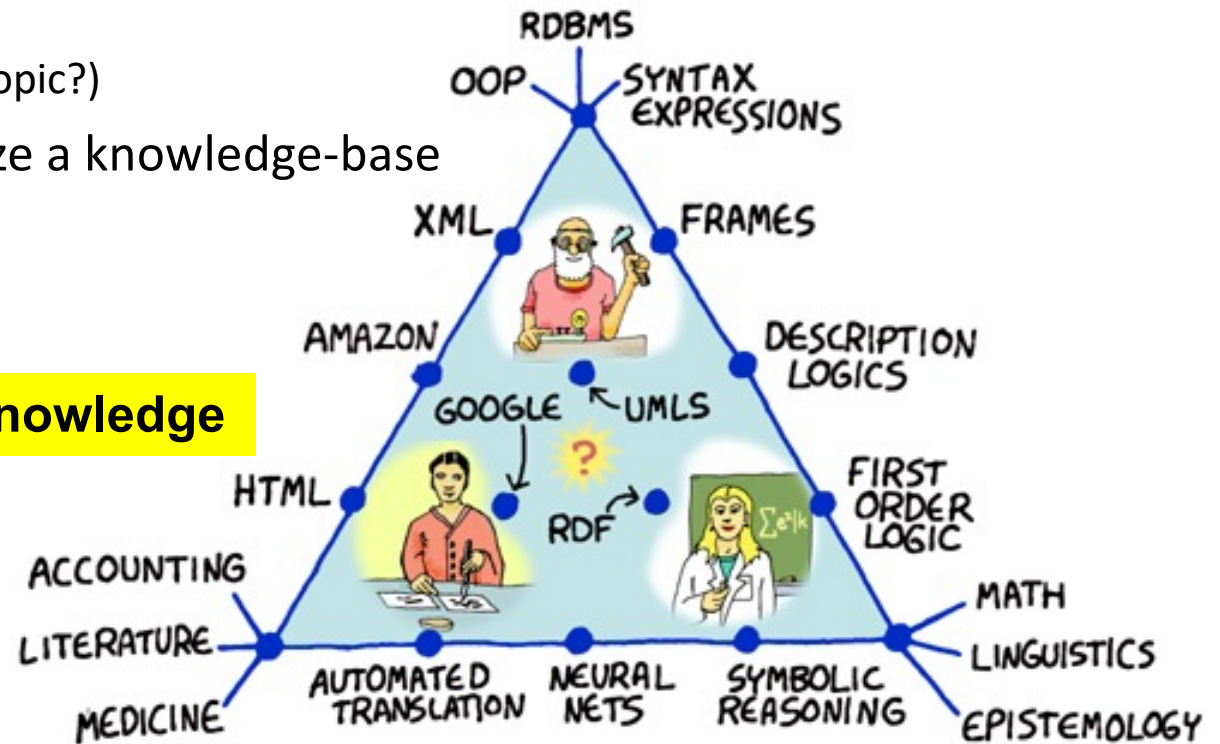 RDBMS
opic?)
OOP
SYNTAX
EXPRESSIONS
ze a knowledge-base
XML
FRAMES
AMAZON
DESCRIPTION
LOGICS
nowledge
GOOGLE
UMLS
?
HTML
RDF
FIRST
ORDER
LOGIC
Σe²/k
ACCOUNTING
LITERATURE
MEDICINE
AUTOMATED
TRANSLATION
NEURAL
NETS
SYMBOLIC
REASONING
MATH
LINGUISTICS
EPISTEMOLOGY